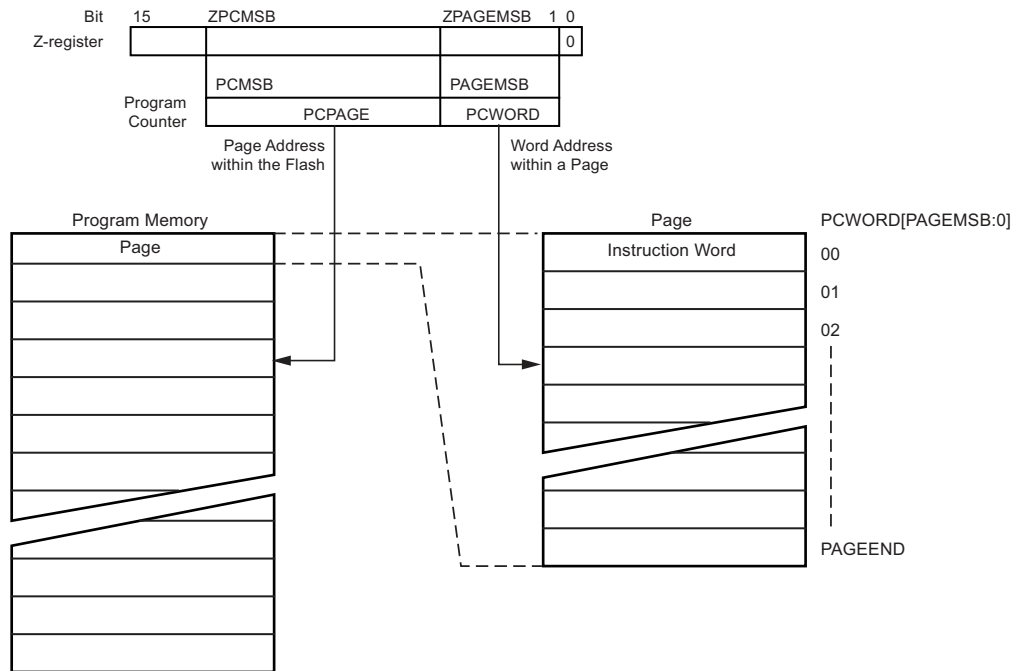 Bit 15 ZPCMSB ZPAGEMSB 1 0
Z-register 0
PCMSB PAGEMSB
Program
Counter
PCPAGE PCWORD
Page Address
within the Flash
Word Address
within a Page
Program Memory
Page
Page
Instruction Word
PCWORD[PAGEMSB:0]
00
01
02
PAGEEND